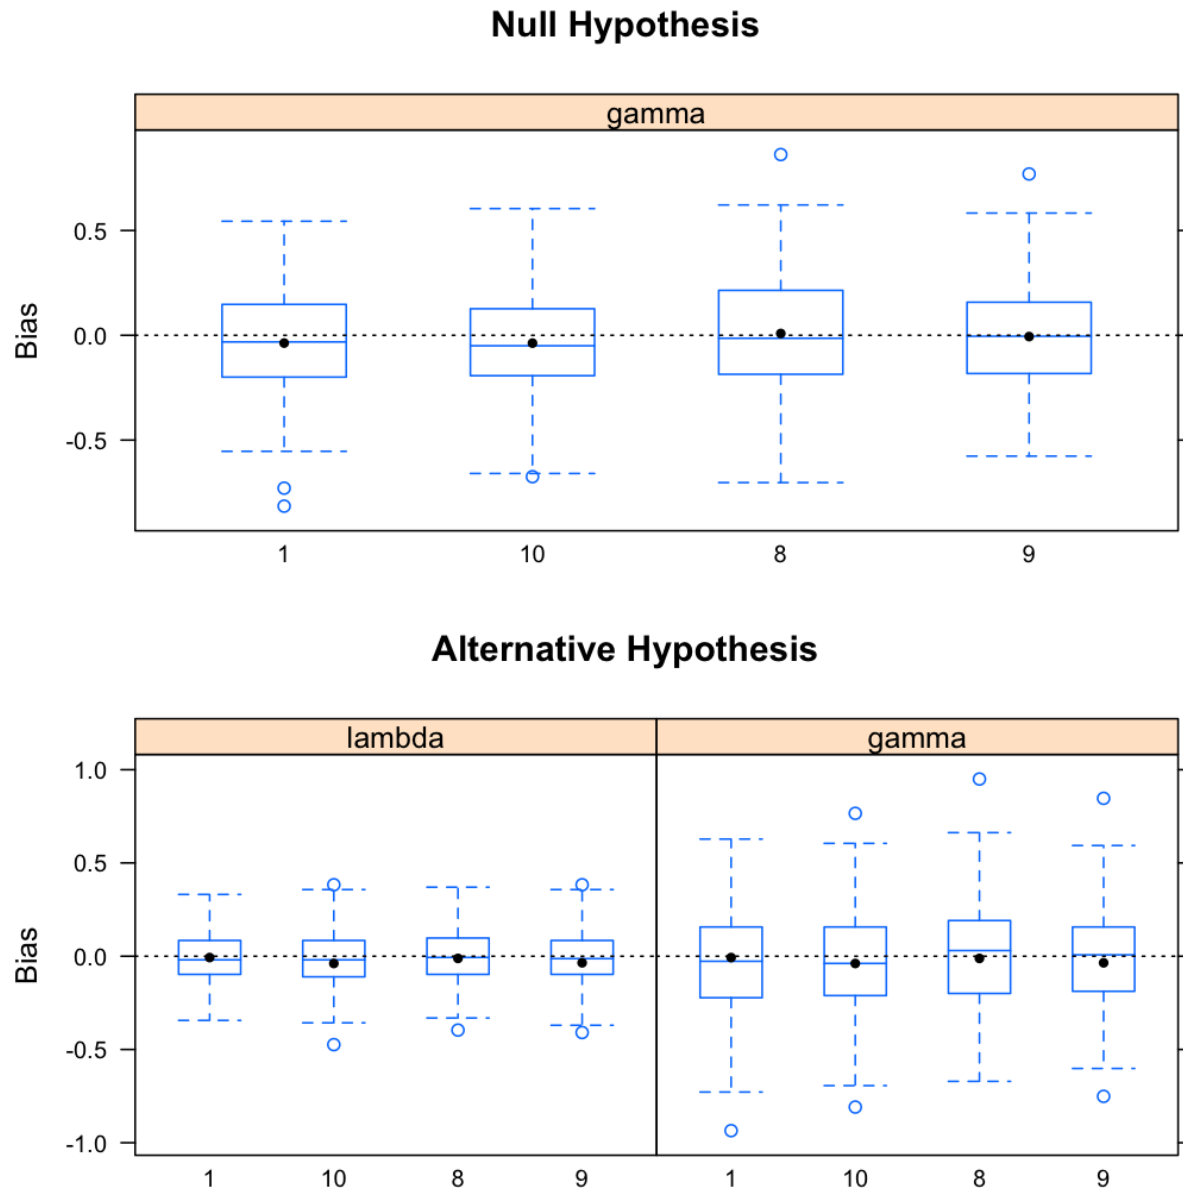 Null Hypothesis
gamma
0.5
0.0
-0.5
Bias
1 10 8 9
Alternative Hypothesis
lambda gamma
1.0
0.5
0.0
-0.5
-1.0
Bias
1 10 8 9 1 10 8 9